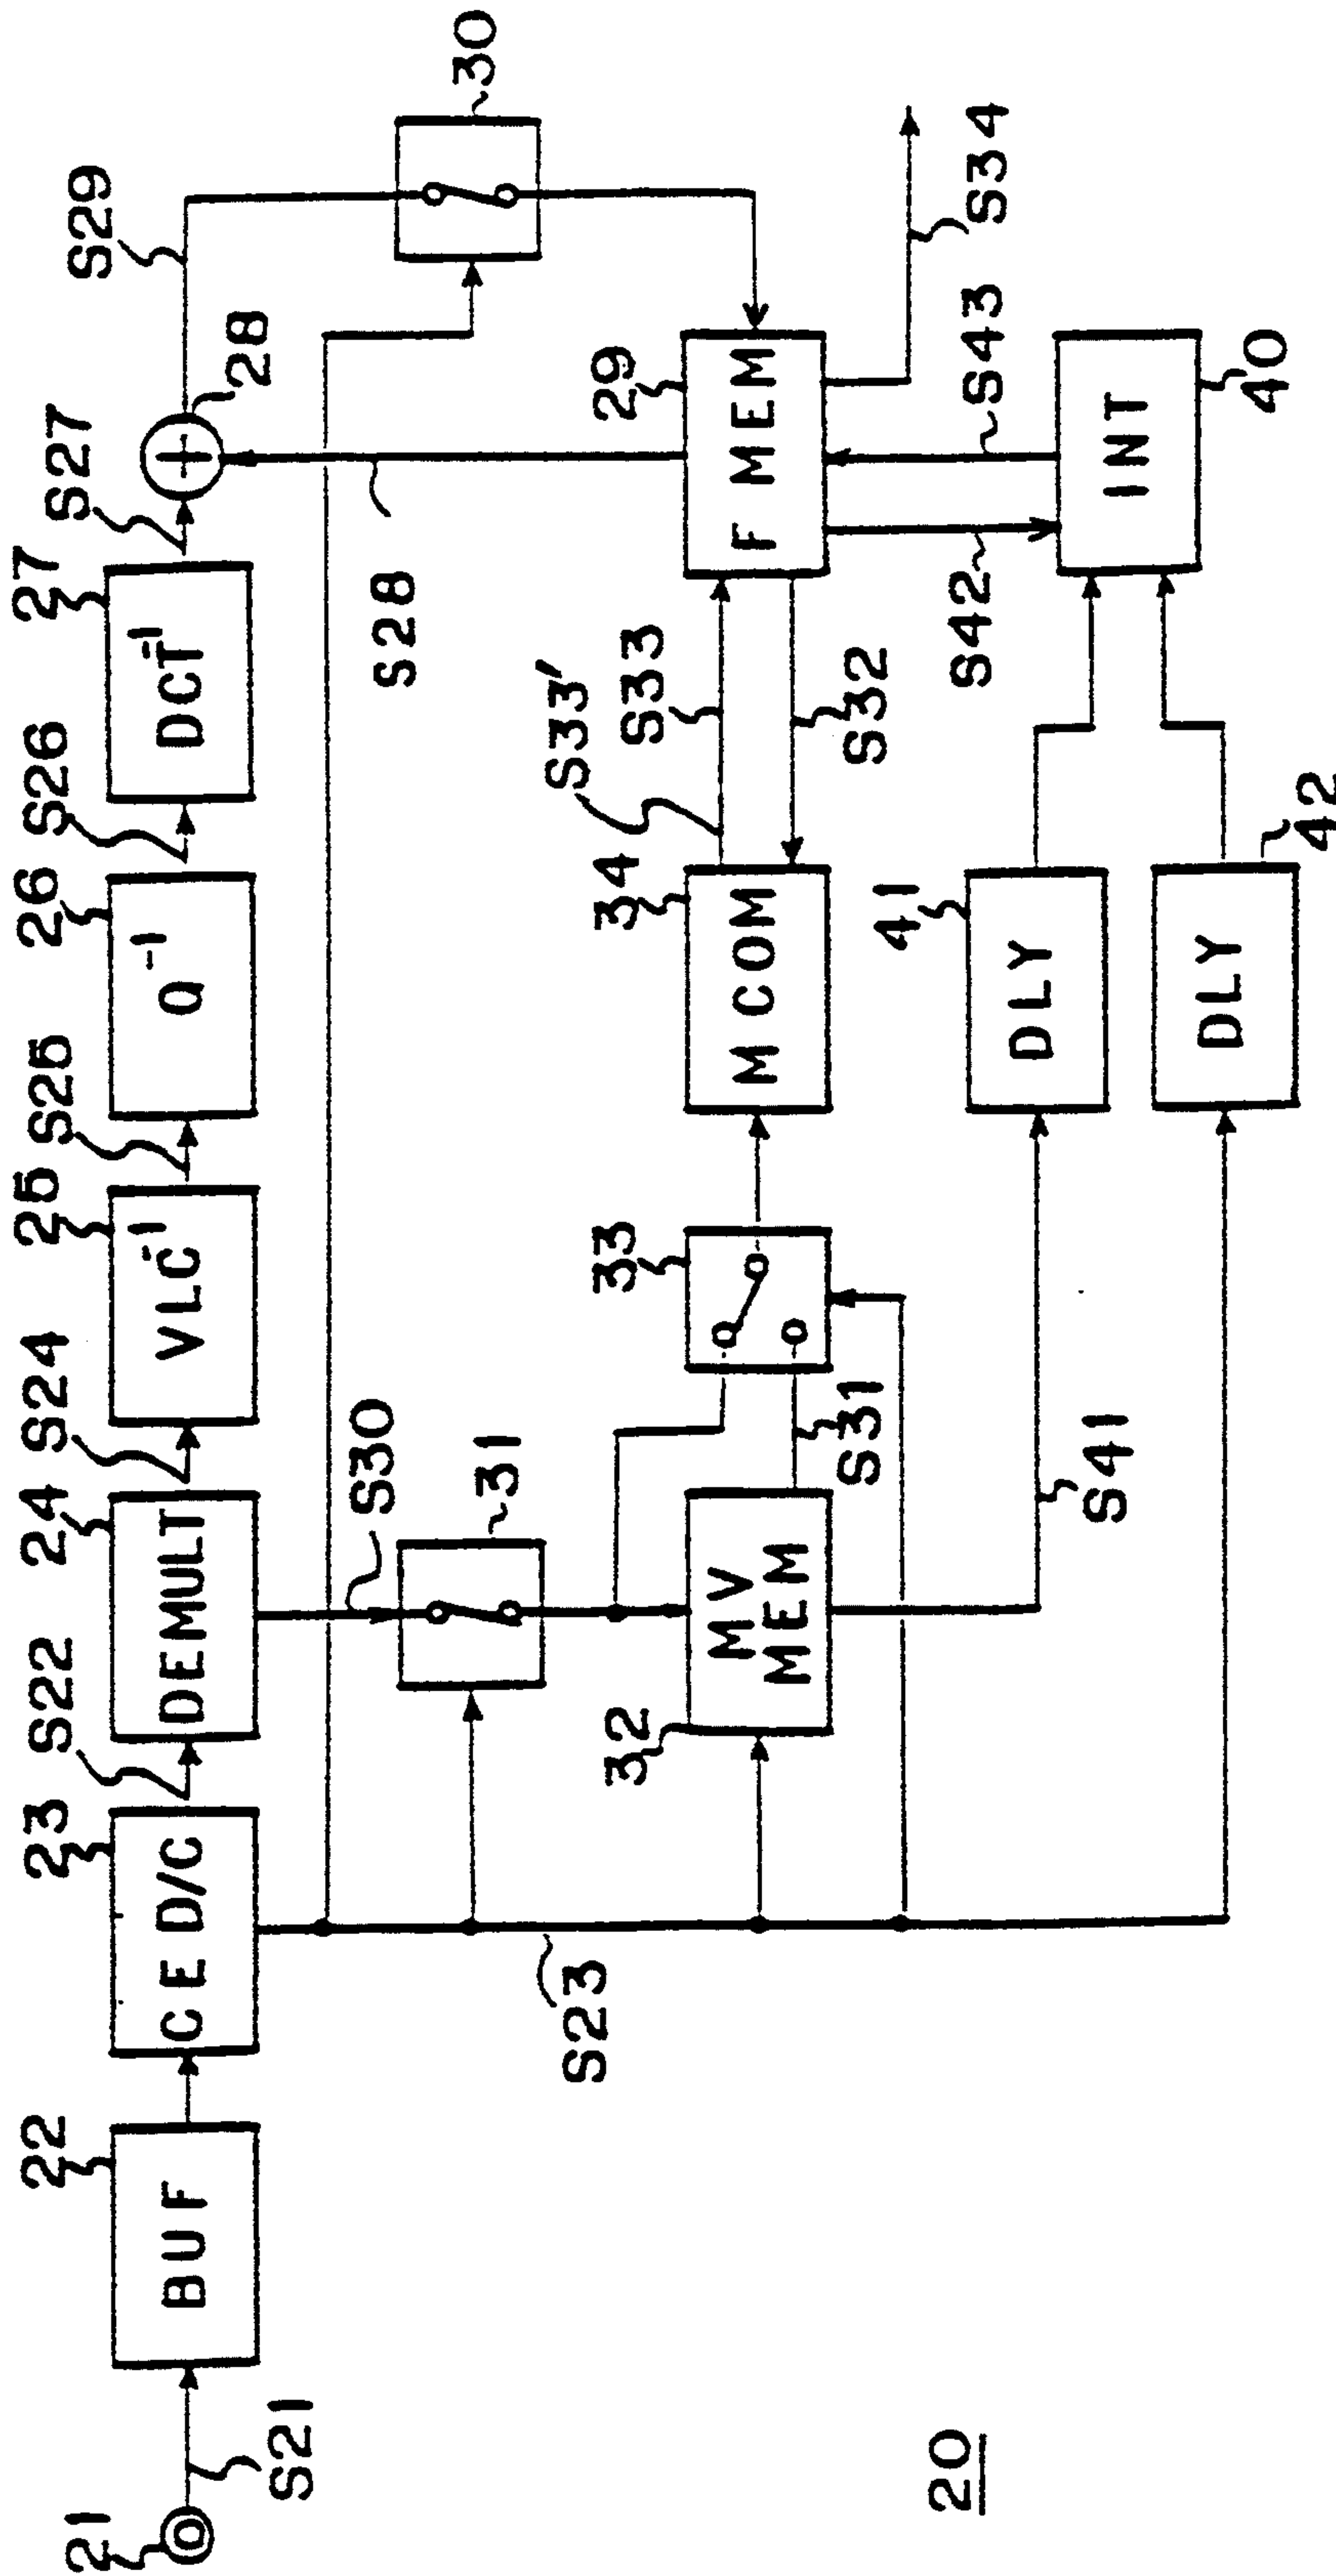 21
S21
22
BUF
23
CED/C
S22
24
DEMULT
S24
25
VLC⁻¹
S25
26
Q⁻¹
S26
27
DCT⁻¹
S27
28
S29
30
S23
S30
31
S28
32
MV
MEM
S31
33
34
M COM
S33'
S33
S32
29
F MEM
S34
S41
41
DLY
42
DLY
S42
S43
INT
40
20